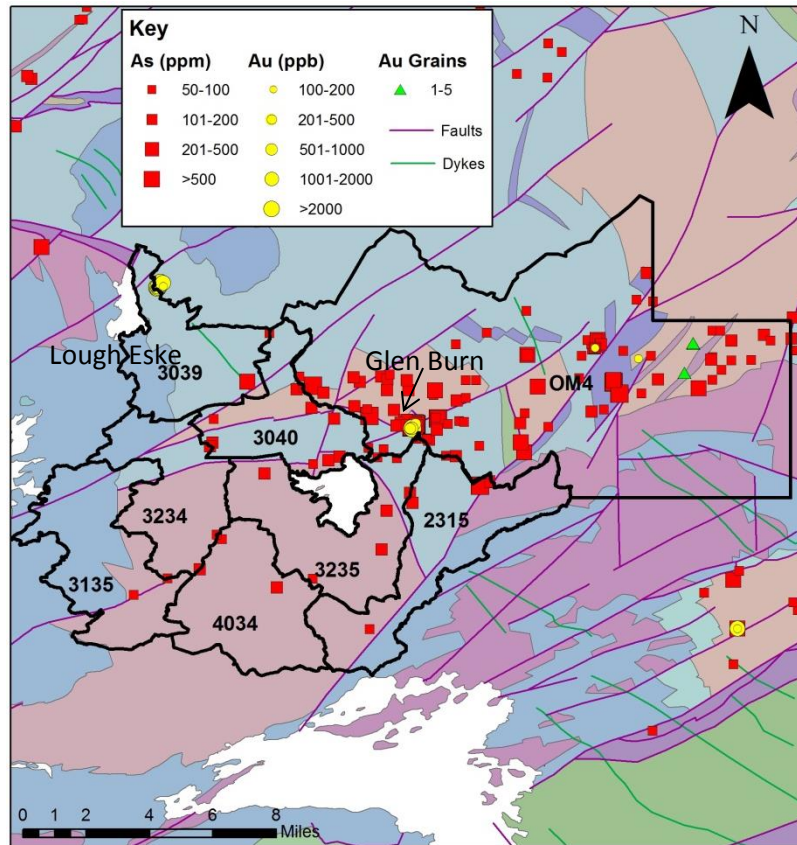 Key
As (ppm)
50-100
101-200
201-500
>500
Au (ppb)
100-200
201-500
501-1000
1001-2000
>2000
Au Grains
1-5
Faults
Dykes
N
Lough Eske
3039
Glen Burn
OM4
3040
2315
3234
3235
3135
4034
0 1 2 4 6 8
Miles